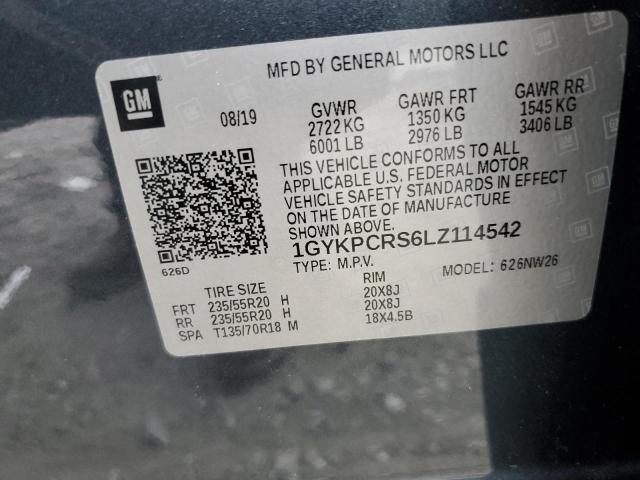 MFD BY GENERAL MOTORS LLC
GM
08/19
GVWR
2722 KG
6001 LB
GAWR FRT
1350 KG
2976 LB
GAWR RR
1545 KG
3406 LB
THIS VEHICLE CONFORMS TO ALL
APPLICABLE U.S. FEDERAL MOTOR
VEHICLE SAFETY STANDARDS IN EFFECT
ON THE DATE OF MANUFACTURE
SHOWN ABOVE.
1GYKPCRS6LZ114542
TYPE: M.P.V.
MODEL: 626NW26
626D
TIRE SIZE RIM
FRT 235/55R20 H 20X8J
RR 235/55R20 H 20X8J
SPA T135/70R18 M 18X4.5B